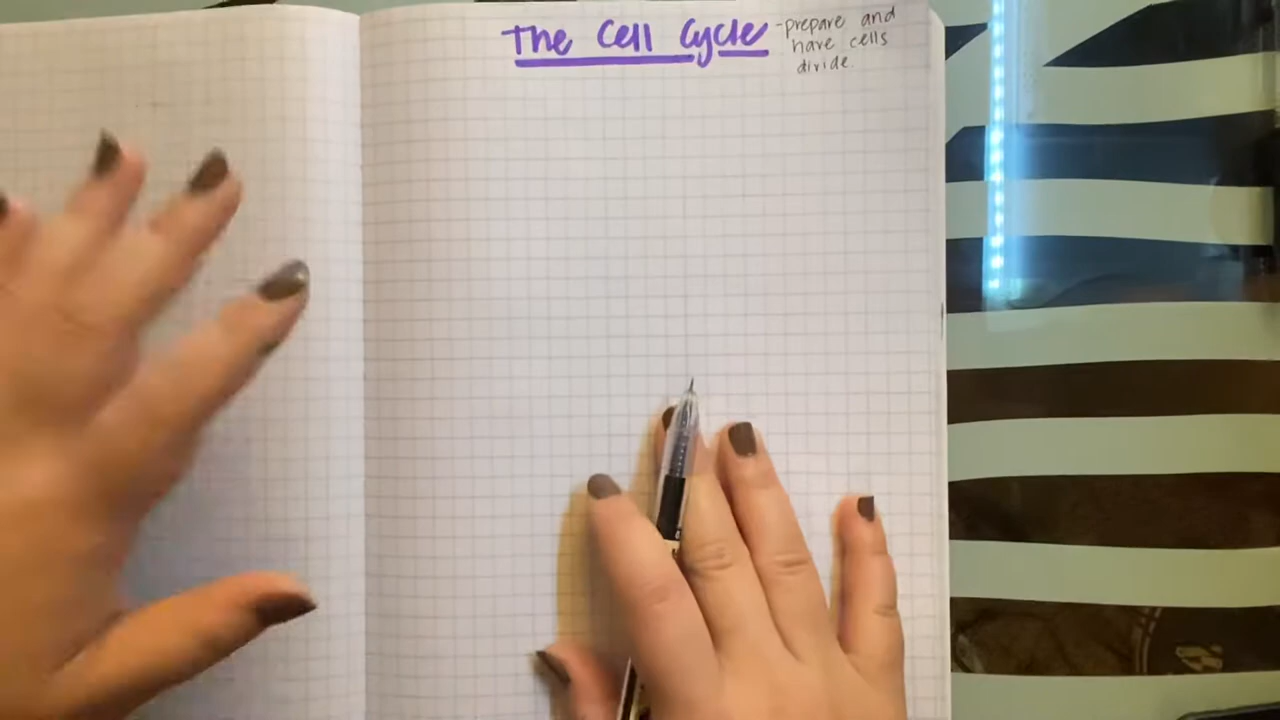 The Cell Cycle
-prepare and
have cells
divide.